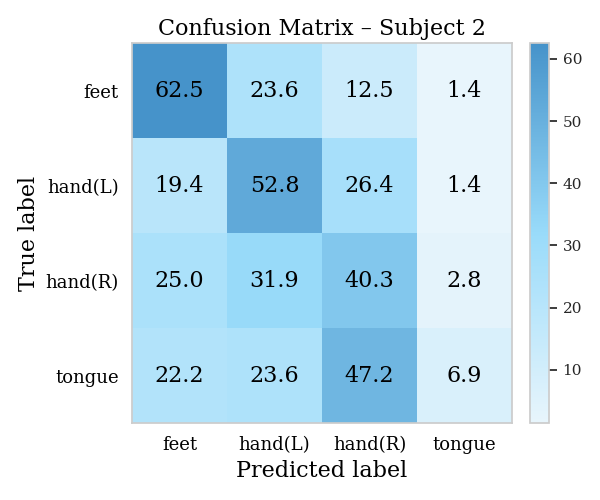 Confusion Matrix – Subject 2
True label
feet 62.5 23.6 12.5 1.4
hand(L) 19.4 52.8 26.4 1.4
hand(R) 25.0 31.9 40.3 2.8
tongue 22.2 23.6 47.2 6.9
feet hand(L) hand(R) tongue
Predicted label
60
50
40
30
20
10